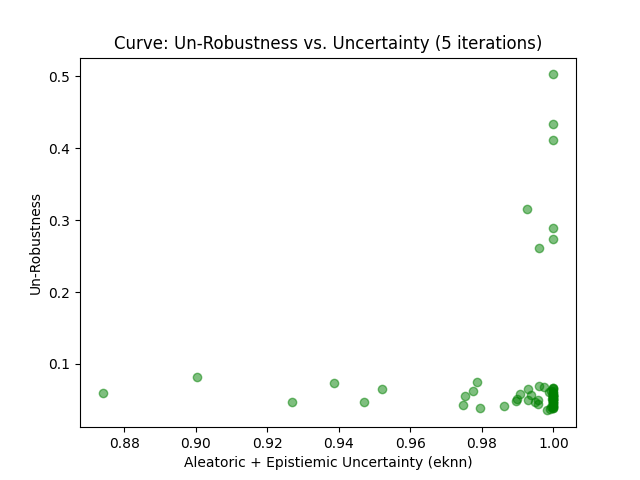 Curve: Un-Robustness vs. Uncertainty (5 iterations)
0.5
0.4
0.3
0.2
0.1
Un-Robustness
0.88 0.90 0.92 0.94 0.96 0.98 1.00
Aleatoric + Epistiemic Uncertainty (eknn)